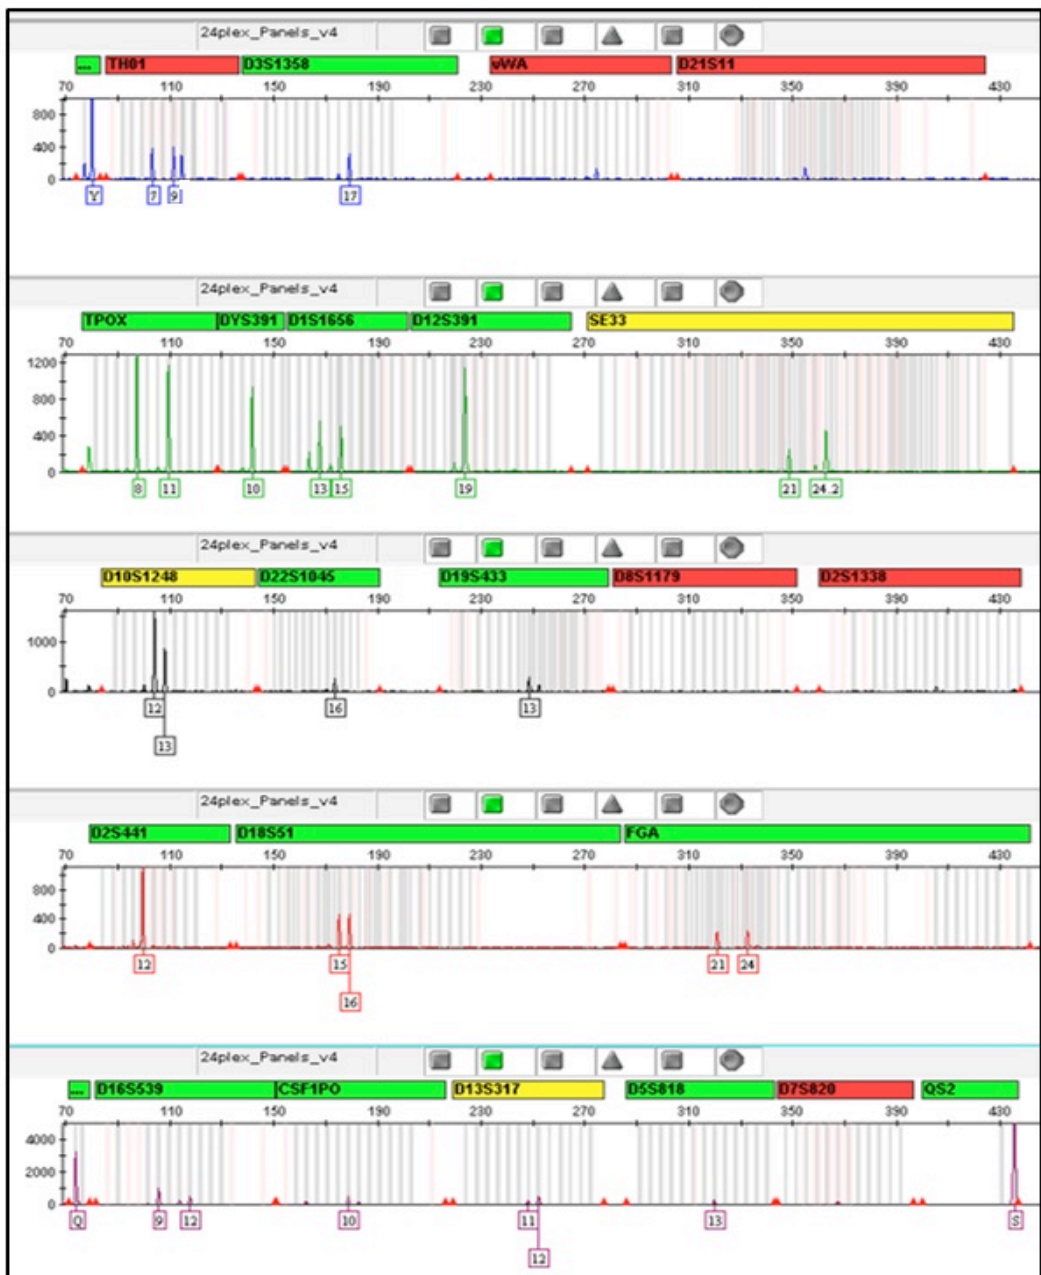 24plex_Panels_v4
... TH01 D3S1358 vWA D21S11
70 110 150 190 230 270 310 350 390 430
800
400
0
Y 7 9 17
24plex_Panels_v4
TPOX DYS391 D1S1656 D12S391 SE33
70 110 150 190 230 270 310 350 390 430
1200
800
400
0
8 11 10 13 15 19 21 24.2
24plex_Panels_v4
D10S1248 D22S1045 D19S433 D8S1179 D2S1338
70 110 150 190 230 270 310 350 390 430
1000
0
12 16 13
13
24plex_Panels_v4
D2S441 D18S51 FGA
70 110 150 190 230 270 310 350 390 430
800
400
0
12 15 21 24
16
24plex_Panels_v4
... D16S539 CSF1PO D13S317 D5S818 D7S820 QS2
70 110 150 190 230 270 310 350 390 430
4000
2000
0
Q 9 12 10 11 13 S
12